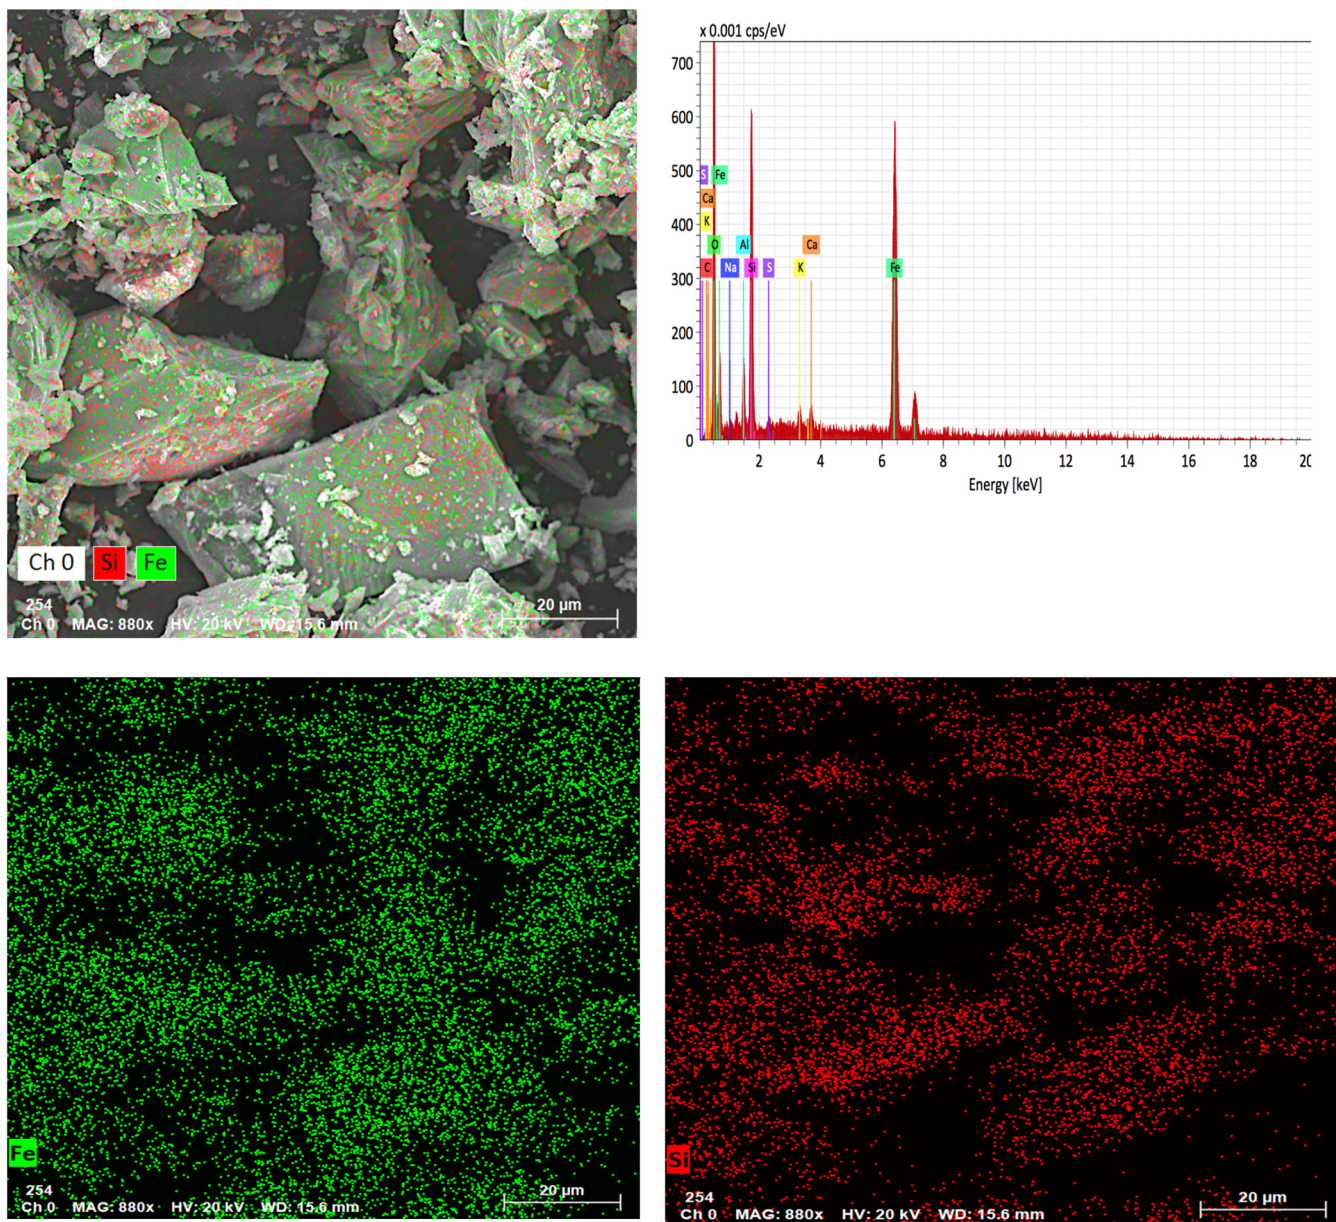 Ch 0 Si Fe
254
20 µm
Ch 0 MAG: 880x HV: 20 kV WD: 15.6 mm
x 0.001 cps/eV
700
600
500
400
300
200
100
0
S Fe
Ca
K
O Al Ca
C Na Si S K Fe
2 4 6 8 10 12 14 16 18 20
Energy [keV]
Fe
254
20 µm
Ch 0 MAG: 880x HV: 20 kV WD: 15.6 mm
Si
254
20 µm
Ch 0 MAG: 880x HV: 20 kV WD: 15.6 mm